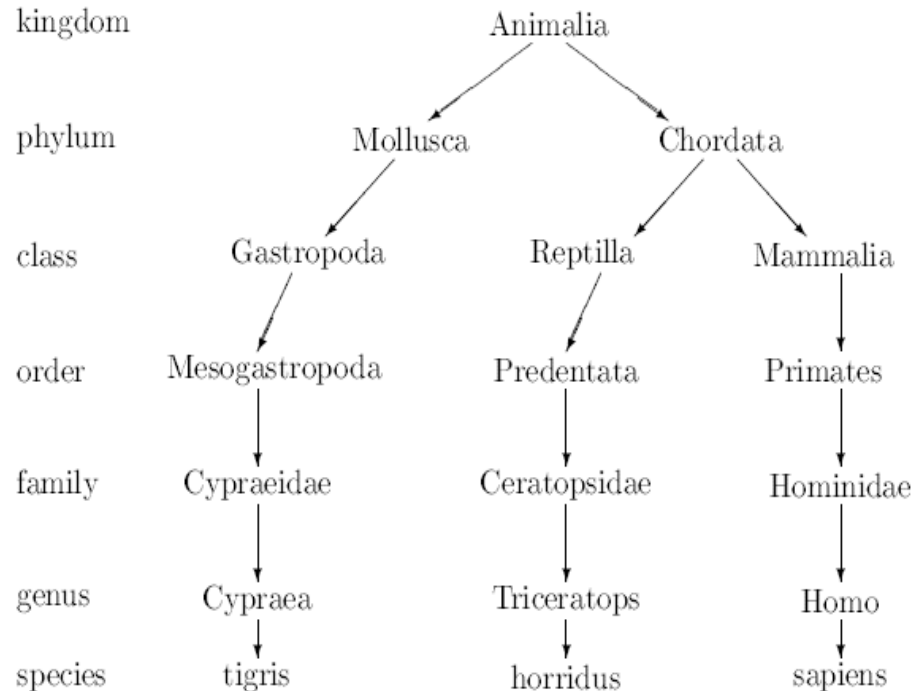 kingdom Animalia
phylum Mollusca Chordata
class Gastropoda Reptilla Mammalia
order Mesogastropoda Predentata Primates
family Cypraeidae Ceratopsidae Hominidae
genus Cypraea Triceratops Homo
species tigris horridus sapiens